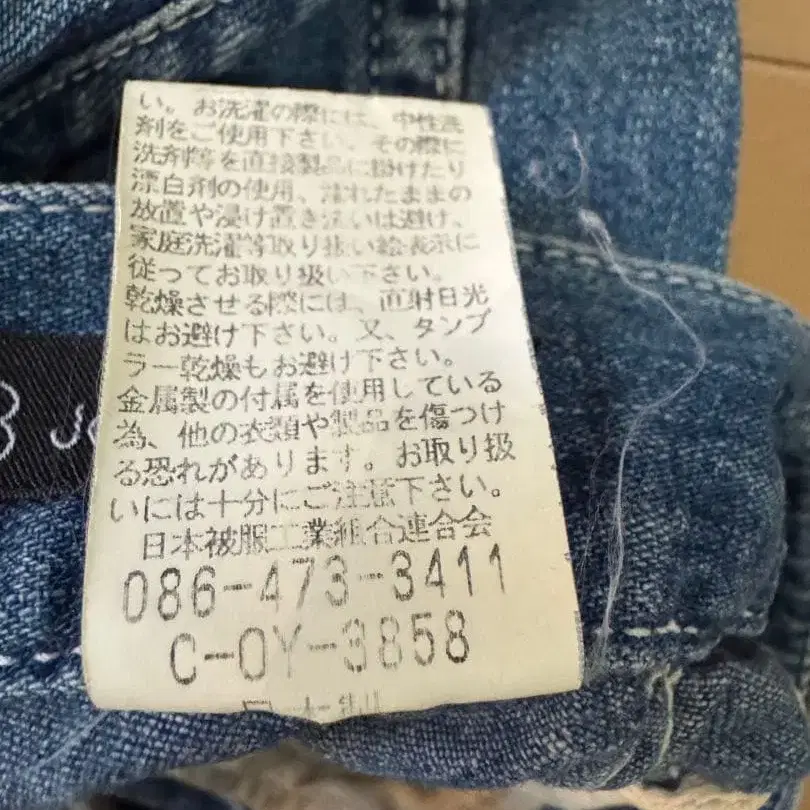 い。お洗濯の際には、中性洗
剤をご使用下さい。その際に
洗剤等を直接製品に掛けたり
漂白剤の使用、濡れたままの
放置や浸け置き洗いは避け、
家庭洗濯等取り扱い絵表示に
従ってお取り扱い下さい。
乾燥させる際には、直射日光
はお避け下さい。又、タンブ
ラー乾燥もお避け下さい。
金属製の付属を使用している
為、他の衣類や製品を傷つけ
る恐れがあります。お取り扱
いには十分にご注意下さい。
日本被服工業組合連合会
086-473-3411
C-OY-3858